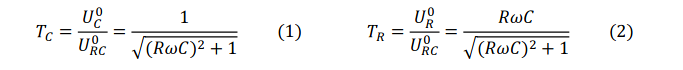 T_C = U_C^0 / U_RC^0 = 1 / √((RωC)² + 1) (1) T_R = U_R^0 / U_RC^0 = RωC / √((RωC)² + 1) (2)